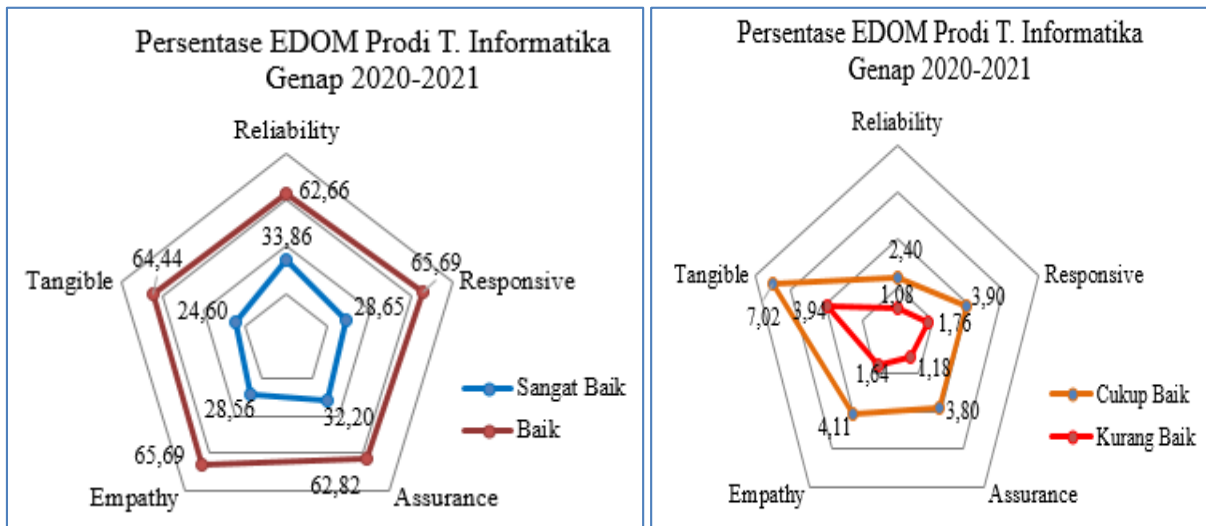 Persentase EDOM Prodi T. Informatika
Genap 2020-2021
Reliability
62,66
33,86
64,44
65,69
Tangible
Responsive
24,60
28,65
28,56
32,20
Sangat Baik
Baik
65,69
62,82
Empathy
Assurance
Persentase EDOM Prodi T. Informatika
Genap 2020-2021
Reliability
2,40
Tangible
Responsive
1,08
3,90
7,02
3,94
1,76
1,64
1,18
Cukup Baik
4,11
3,80
Kurang Baik
Empathy
Assurance